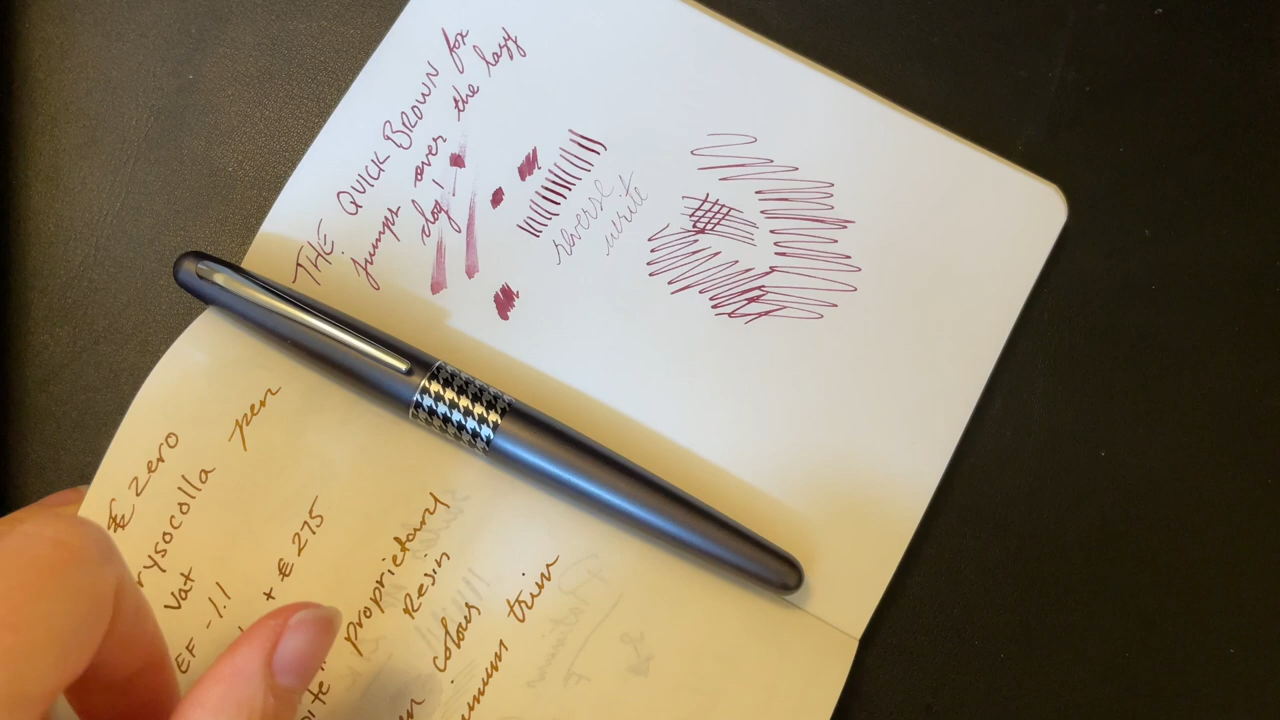 THE QUICK BROWN fox
jumps over the lazy
dog!
reverse
write
zero
rysocolla pen
Vat
EF - 1.1
+ € 275
proprietary
Resin
colour
trim